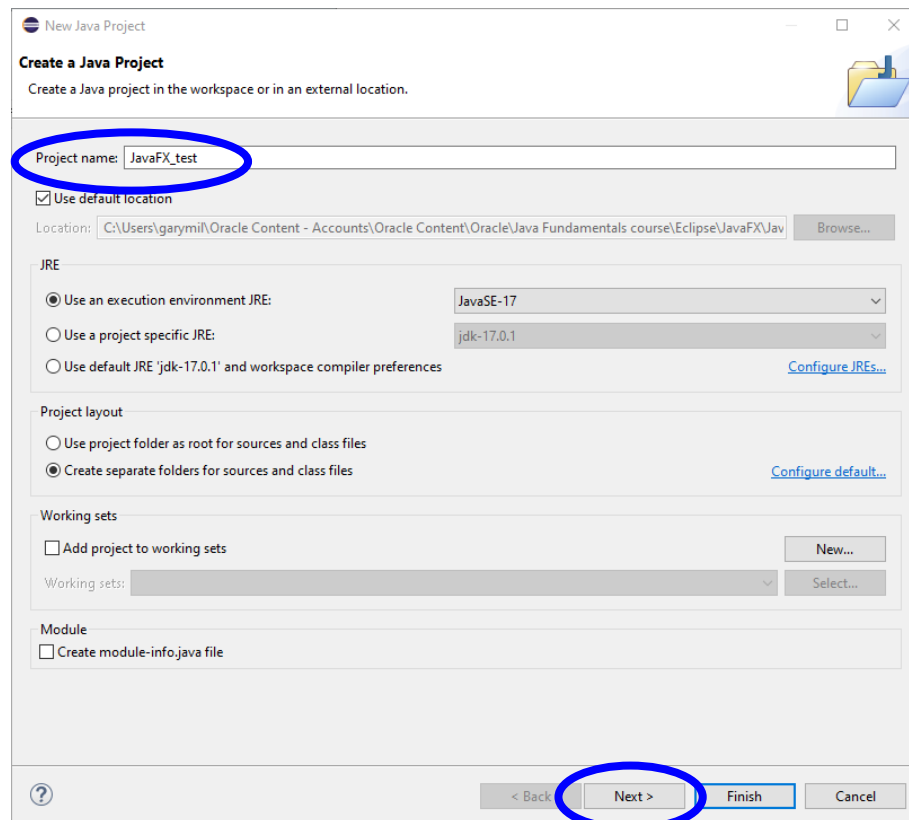 New Java Project
Create a Java Project
Create a Java project in the workspace or in an external location.
Project name: JavaFX_test
Use default location
Location: C:\Users\garymil\Oracle Content - Accounts\Oracle Content\Oracle\Java Fundamentals course\Eclipse\JavaFX\Jav Browse...
JRE
Use an execution environment JRE: JavaSE-17
Use a project specific JRE: jdk-17.0.1
Use default JRE 'jdk-17.0.1' and workspace compiler preferences Configure JREs...
Project layout
Use project folder as root for sources and class files
Create separate folders for sources and class files Configure default...
Working sets
Add project to working sets New...
Working sets: Select...
Module
Create module-info.java file
? < Back Next > Finish Cancel